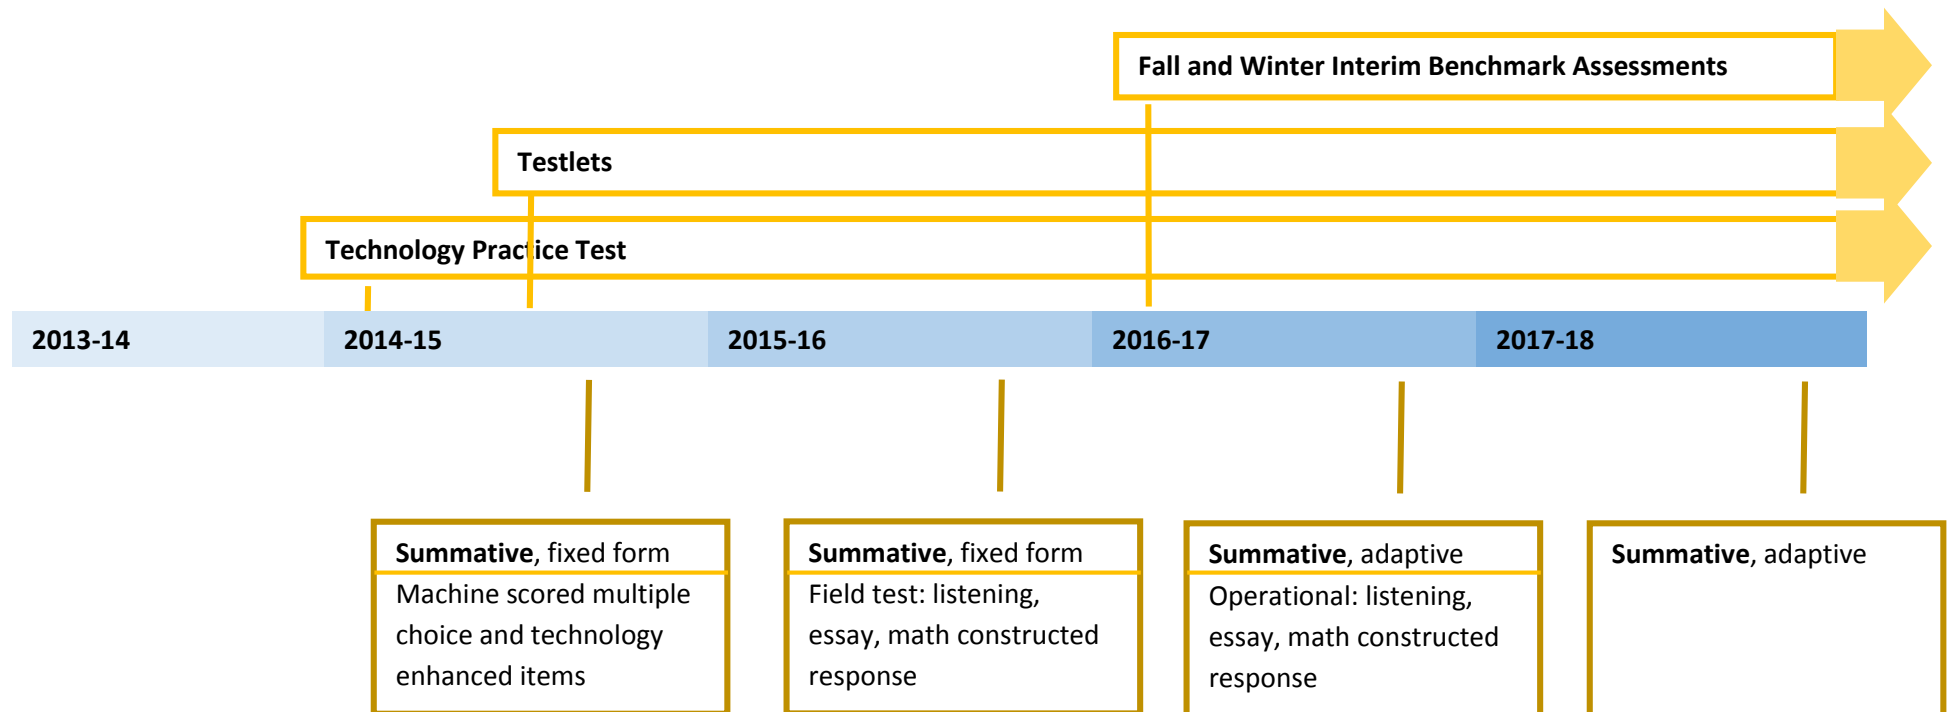 Fall and Winter Interim Benchmark Assessments
Testlets
Technology Practice Test
2013-14
2014-15
2015-16
2016-17
2017-18
Summative, fixed form
Machine scored multiple
choice and technology
enhanced items
Summative, fixed form
Field test: listening,
essay, math constructed
response
Summative, adaptive
Operational: listening,
essay, math constructed
response
Summative, adaptive